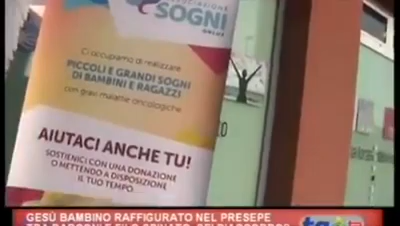 SOGNI
ONLUS
Ci occupiamo di realizzare
PICCOLI E GRANDI SOGNI
DI BAMBINI E RAGAZZI
con gravi malattie oncologiche
AIUTACI ANCHE TU!
SOSTIENICI CON UNA DONAZIONE
O METTENDO A DISPOSIZIONE
IL TUO TEMPO...
GESÙ BAMBINO RAFFIGURATO NEL PRESEPE